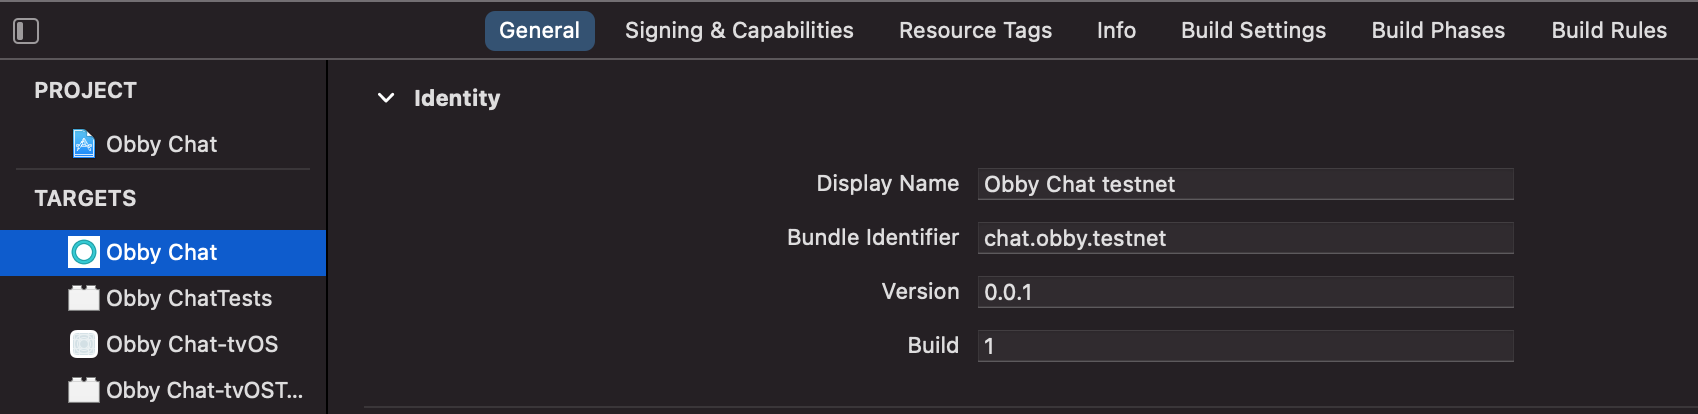 General Signing & Capabilities Resource Tags Info Build Settings Build Phases Build Rules
PROJECT
Obby Chat
TARGETS
Obby Chat
Obby ChatTests
Obby Chat-tvOS
Obby Chat-tvOST...
Identity
Display Name Obby Chat testnet
Bundle Identifier chat.obby.testnet
Version 0.0.1
Build 1